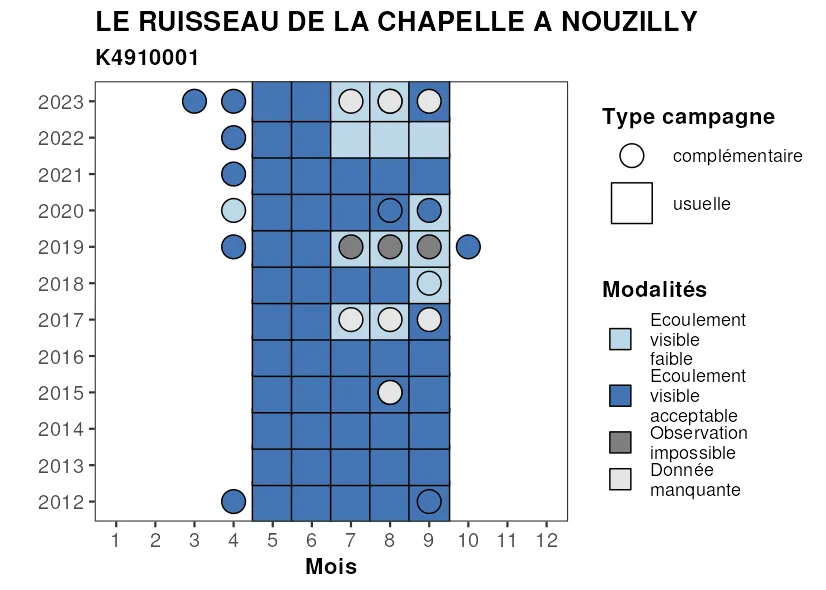 LE RUISSEAU DE LA CHAPELLE A NOUZILLY
K4910001
2023
2022
2021
2020
2019
2018
2017
2016
2015
2014
2013
2012
1 2 3 4 5 6 7 8 9 10 11 12
Mois
Type campagne
complémentaire
usuelle
Modalités
Ecoulement
visible
faible
Ecoulement
visible
acceptable
Observation
impossible
Donnée
manquante